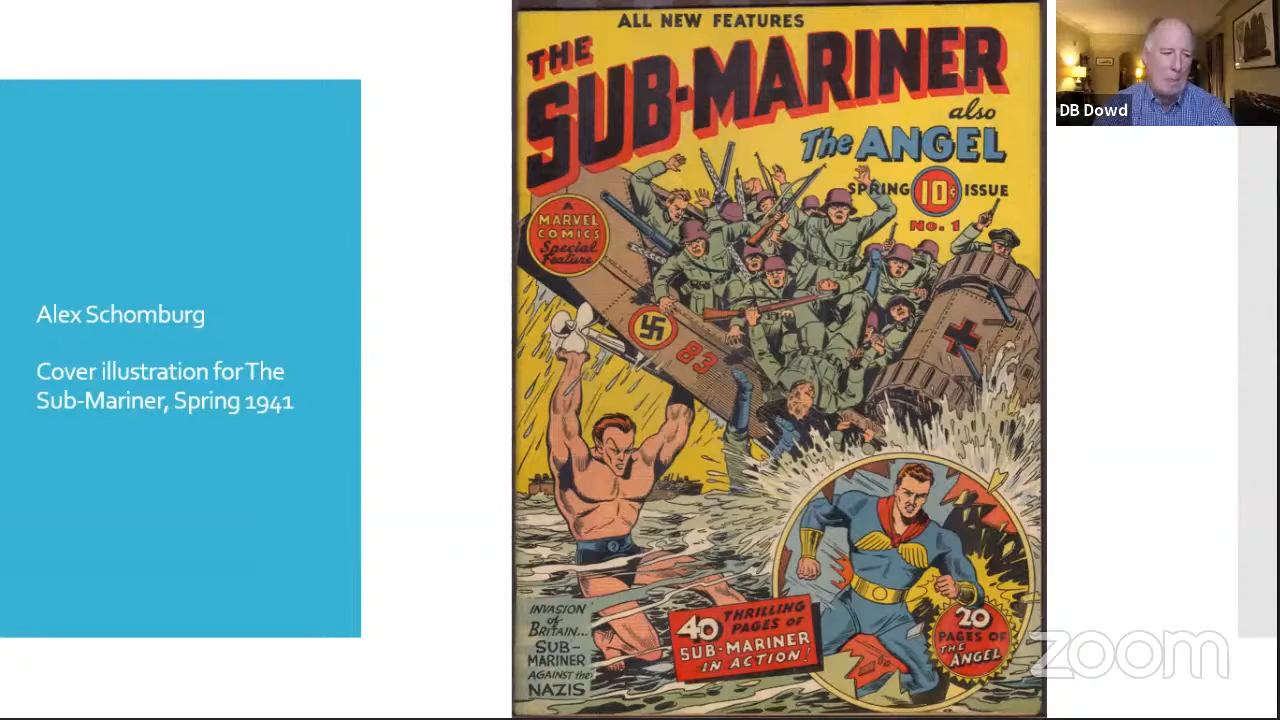 Alex Schomburg
Cover illustration for The
Sub-Mariner, Spring 1941
ALL NEW FEATURES
THE
SUB-MARINER
also
The ANGEL
SPRING 10¢ ISSUE
No. 1
A
MARVEL
COMICS
Special
Feature
83
INVASION
of
BRITAIN...
SUB-
MARINER
AGAINST the
NAZIS
40 THRILLING
PAGES OF
SUB-MARINER
IN ACTION!
20
PAGES OF
THE
ANGEL
DB Dowd
zoom